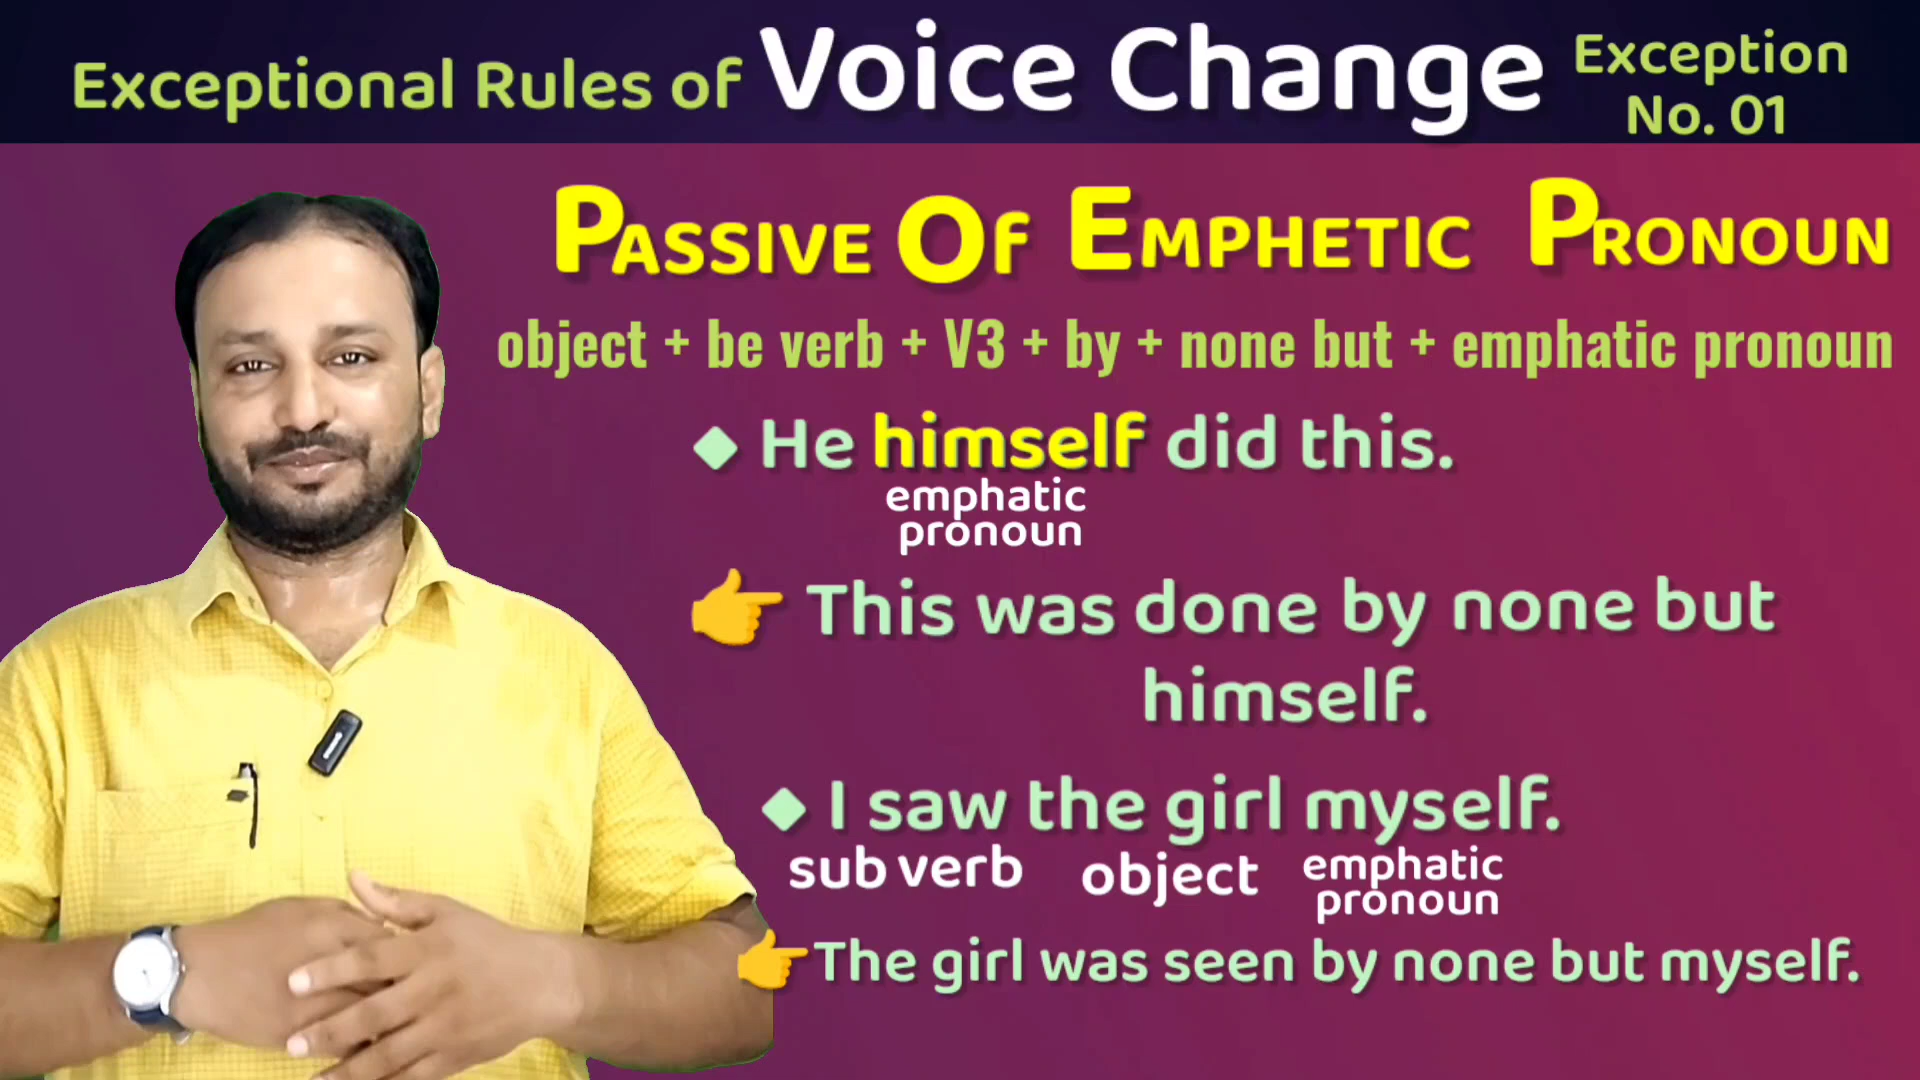 Exceptional Rules of Voice Change Exception
No. 01
Passive Of Emphetic Pronoun
object + be verb + V3 + by + none but + emphatic pronoun
◆ He himself did this.
emphatic
pronoun
👉 This was done by none but
himself.
◆ I saw the girl myself.
sub verb object emphatic
pronoun
👉 The girl was seen by none but myself.